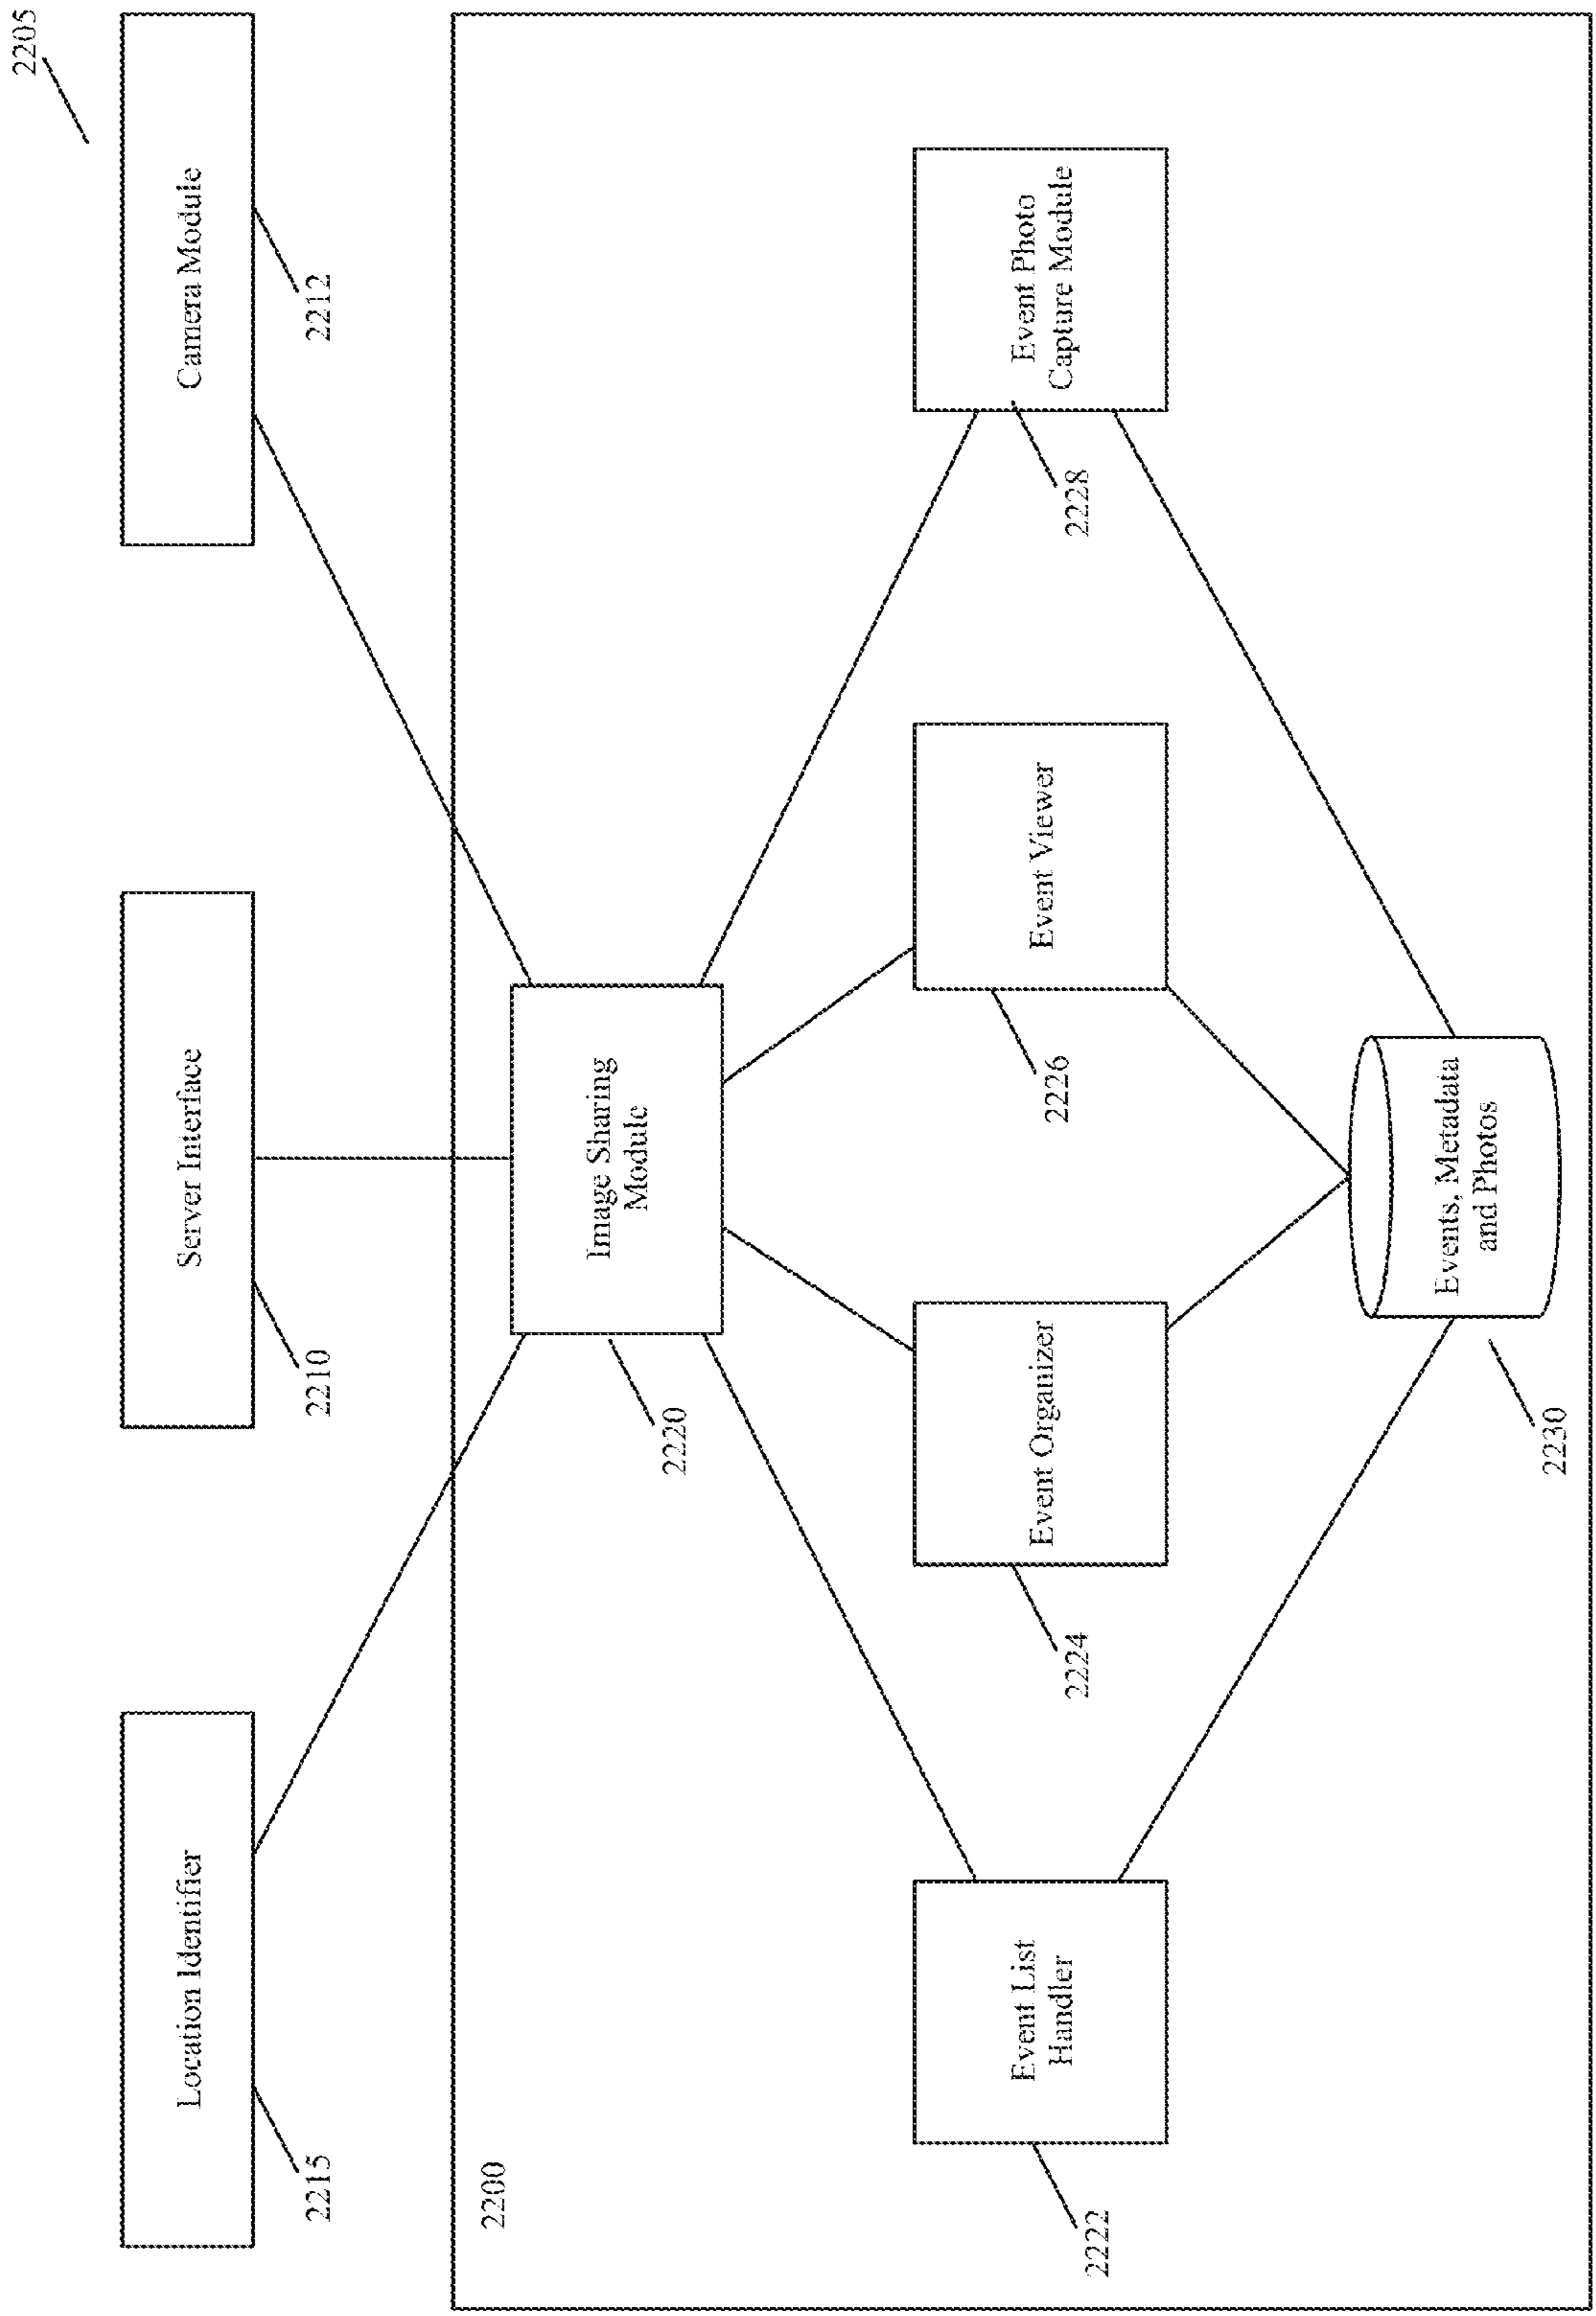 2205
Location Identifier
Server Interface
Camera Module
2215
2210
2212
2200
Image Sharing
Module
2220
Event List
Handler
Event Organizer
Event Viewer
Event Photo
Capture Module
2222
2224
2226
2228
Events, Metadata
and Photos
2230